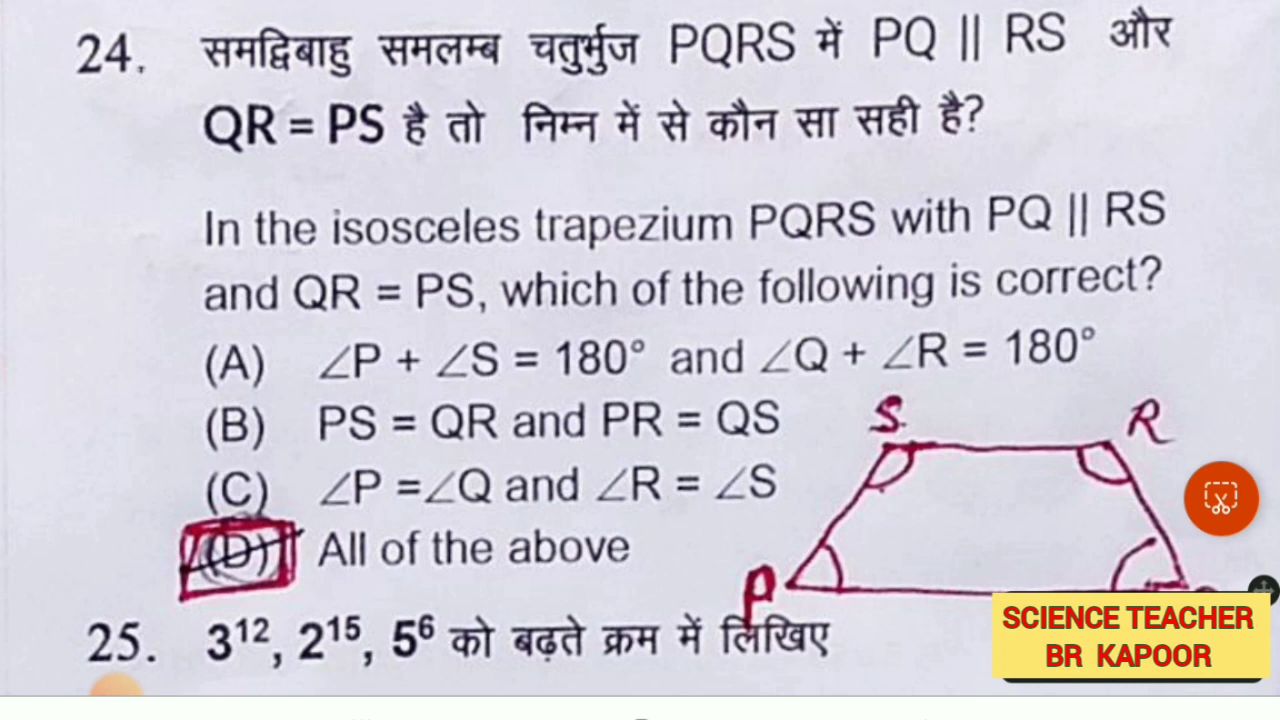 24. समद्विबाहु समलम्ब चतुर्भुज PQRS में PQ || RS और
QR = PS है तो निम्न में से कौन सा सही है?
In the isosceles trapezium PQRS with PQ || RS
and QR = PS, which of the following is correct?
(A) ∠P + ∠S = 180° and ∠Q + ∠R = 180°
(B) PS = QR and PR = QS
(C) ∠P =∠Q and ∠R = ∠S
(D) All of the above
S R
P
25. 3¹², 2¹⁵, 5⁶ को बढ़ते क्रम में लिखिए
SCIENCE TEACHER
BR KAPOOR